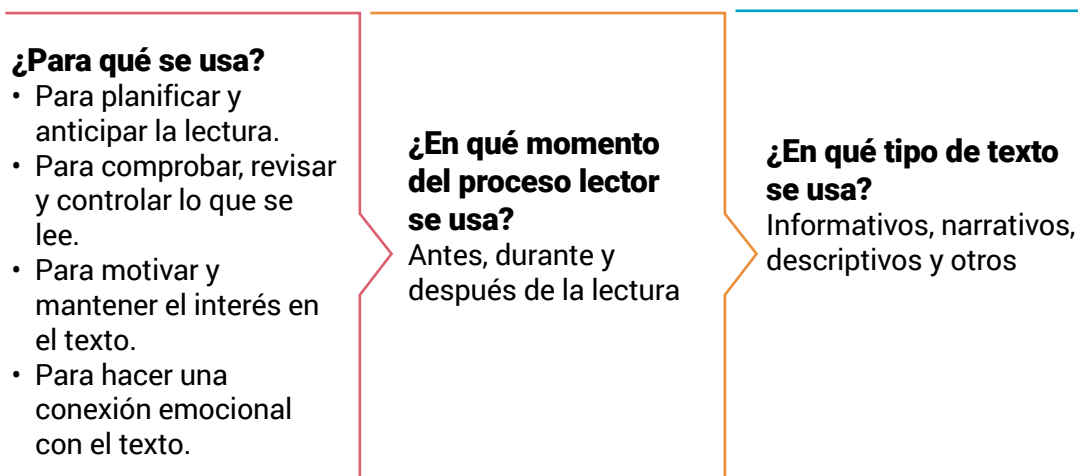 ¿Para qué se usa?
• Para planificar y
anticipar la lectura.
• Para comprobar, revisar
y controlar lo que se
lee.
• Para motivar y
mantener el interés en
el texto.
• Para hacer una
conexión emocional
con el texto.
¿En qué momento
del proceso lector
se usa?
Antes, durante y
después de la lectura
¿En qué tipo de texto
se usa?
Informativos, narrativos,
descriptivos y otros